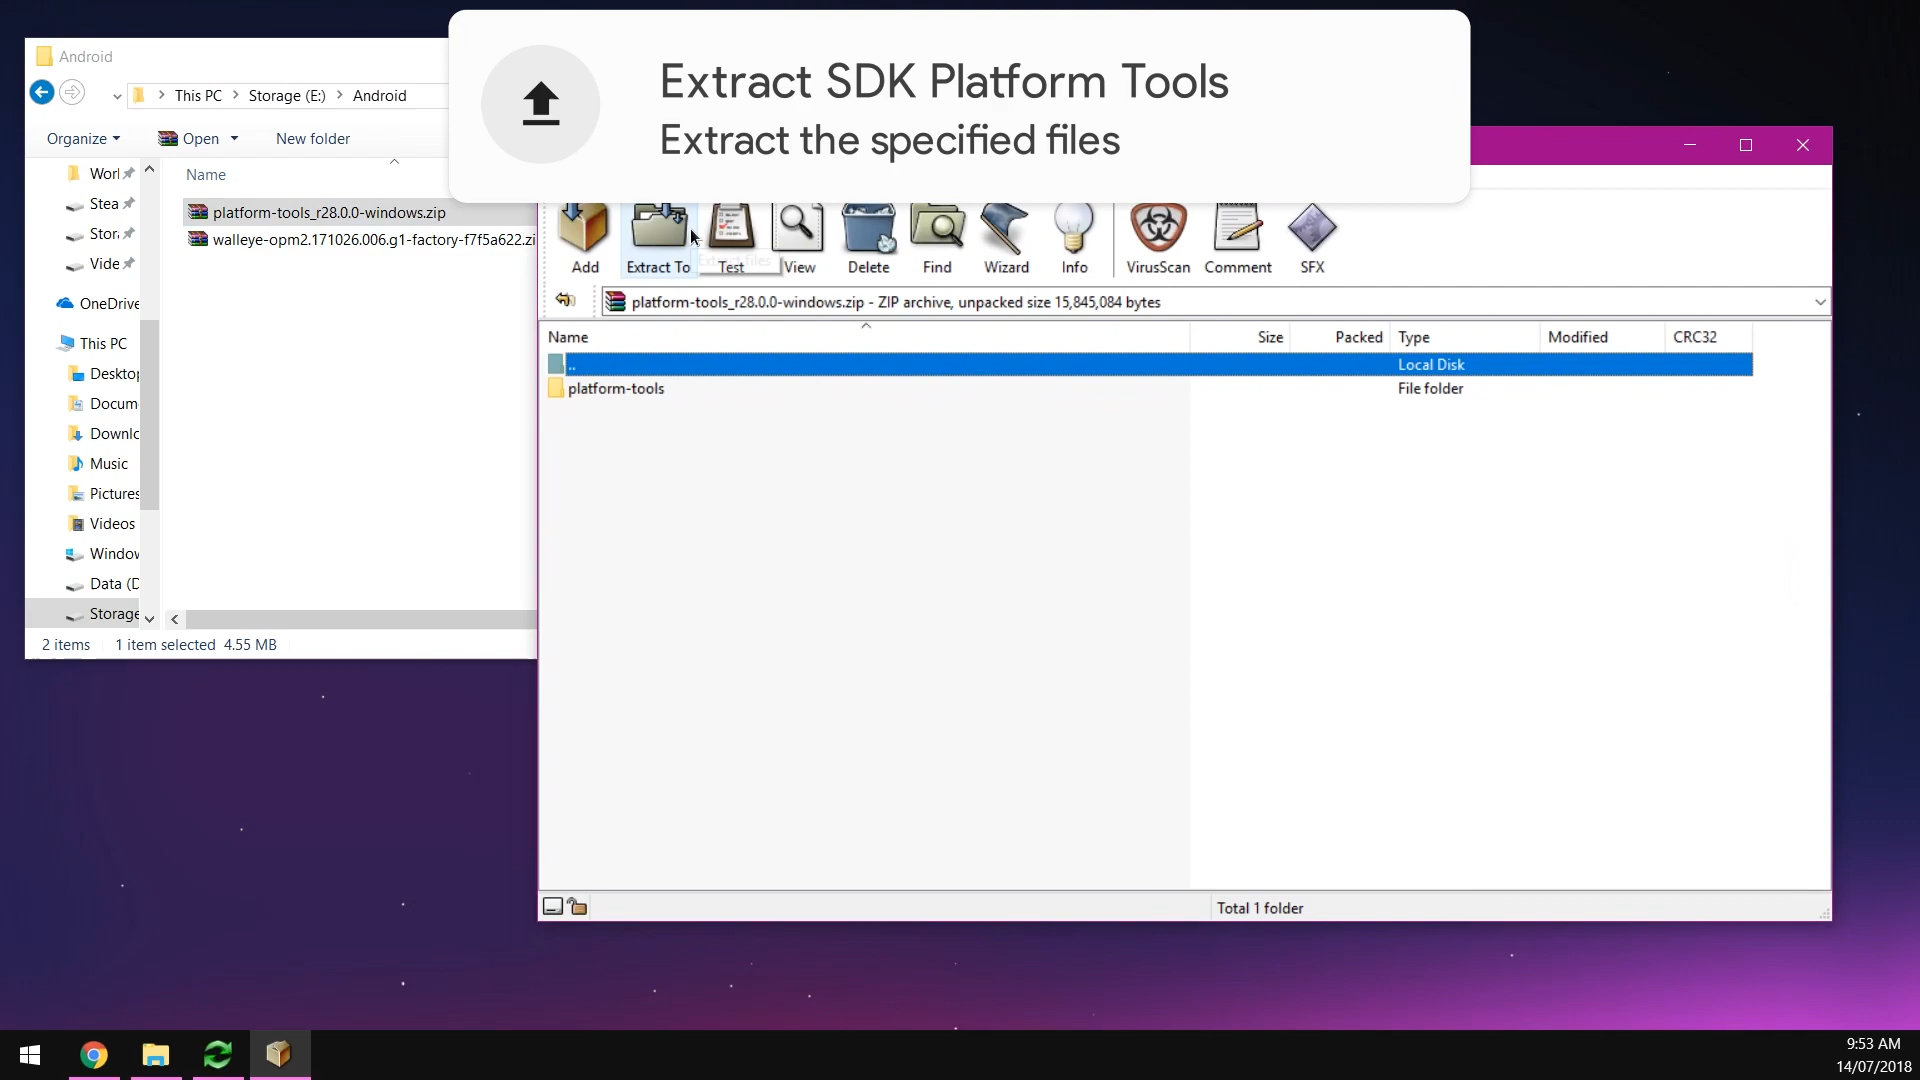 Extract SDK Platform Tools
Extract the specified files
Android
This PC
Storage (E:)
Android
Organize
Open
New folder
Name
platform-tools_r28.0.0-windows.zip
walleye-opm2.171026.006.g1-factory-f7f5a622.zi
Worl
Stea
Stor
Vide
OneDrive
This PC
Desktop
Docum
Downlc
Music
Pictures
Videos
Window
Data (D
Storage
2 items
1 item selected 4.55 MB
Add
Extract To
Test
View
Delete
Find
Wizard
Info
VirusScan
Comment
SFX
Extract files
platform-tools_r28.0.0-windows.zip - ZIP archive, unpacked size 15,845,084 bytes
Name Size Packed Type Modified CRC32
.. Local Disk
platform-tools File folder
Total 1 folder
9:53 AM
14/07/2018